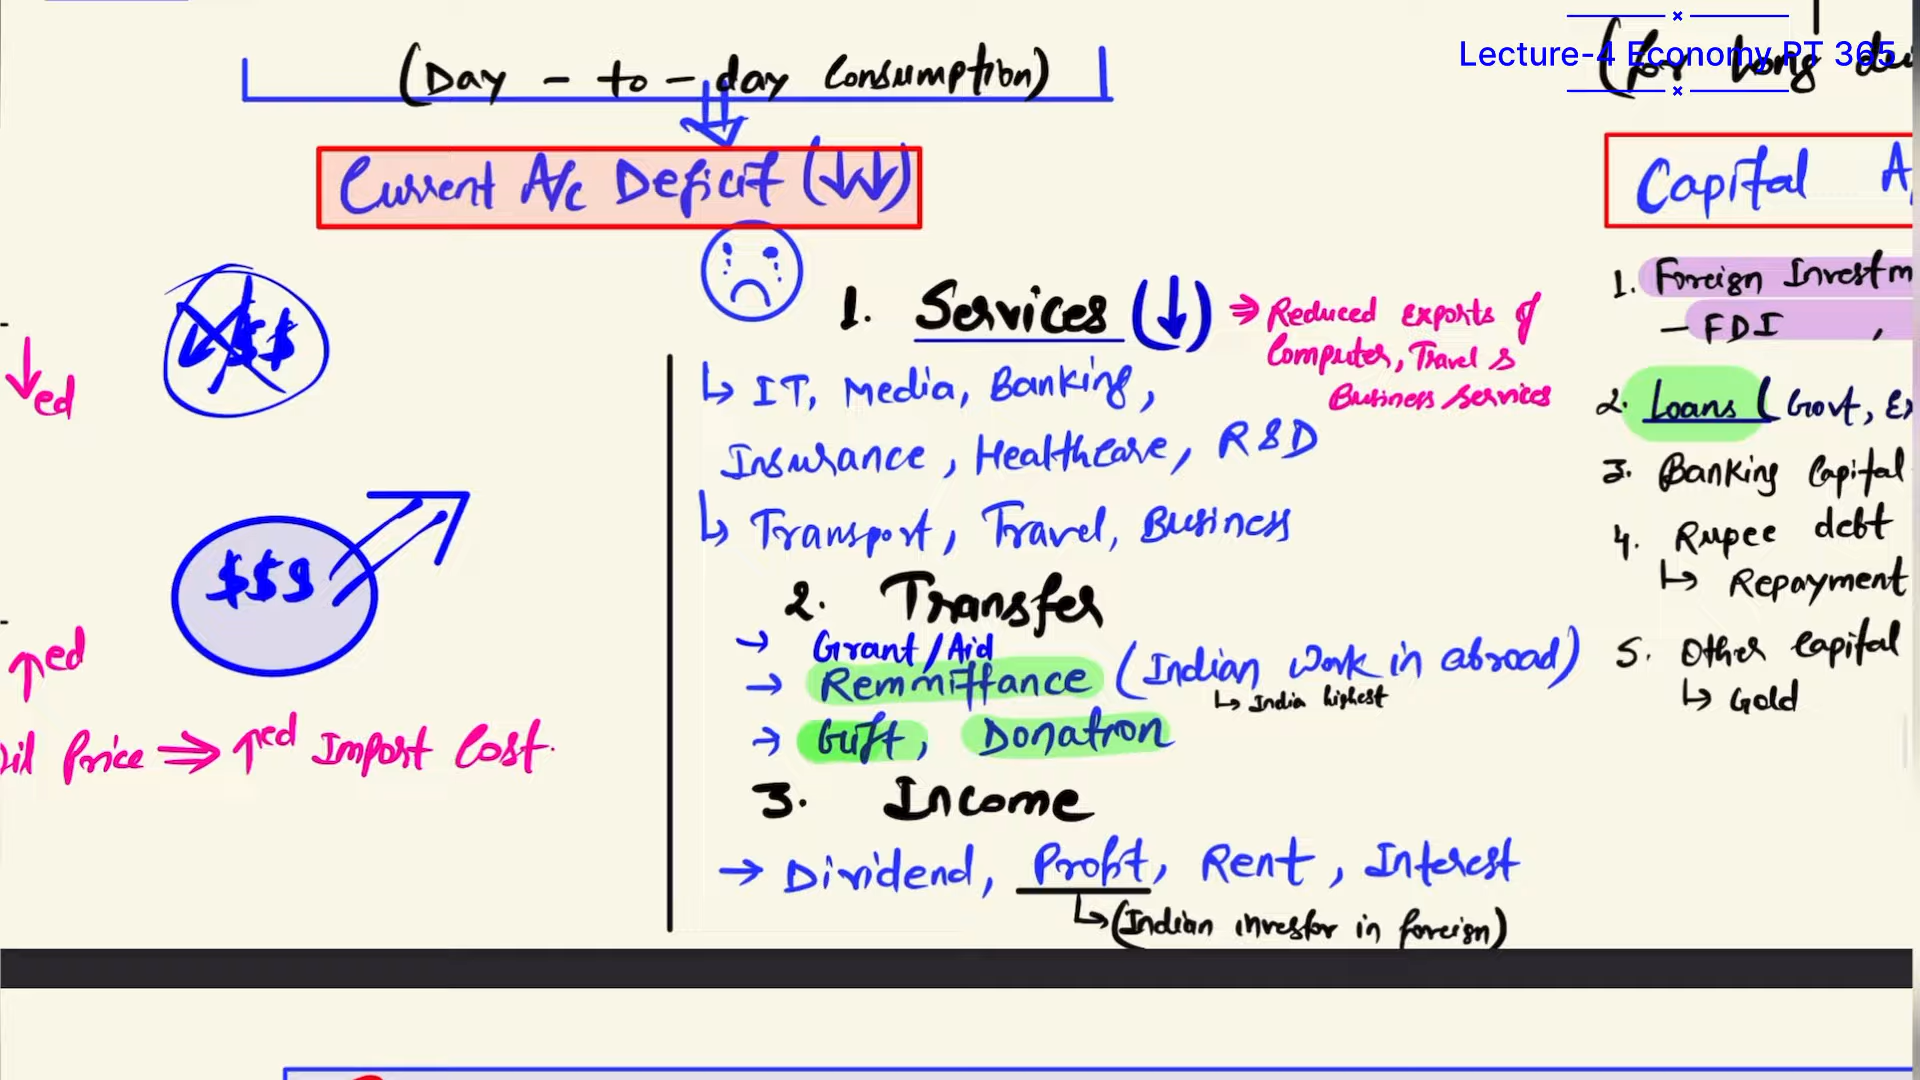 Lecture-4 Economy PT 365
(Day - to - day Consumption)
(for long
Current A/c Deficit (↓↓)
Capital
1. Services (↓) ⇒ Reduced exports of
Computer, Travel &
Business Services
↳ IT, Media, Banking,
Insurance, Healthcare, R&D
↳ Transport, Travel, Business
2. Transfer
→ Grant/Aid
→ Remmittance (Indian work in abroad)
↳ India highest
→ Gift, Donation
3. Income
→ Dividend, Profit, Rent, Interest
↳ (Indian investor in foreign)
$$$
↓ed
↑ed
Price ⇒ ↑ed Import Cost.
1. Foreign
- FDI ,
2. Loans (Govt,
3. Banking Capital
4. Rupee debt
↳ Repayment
5. Other Capital
↳ Gold